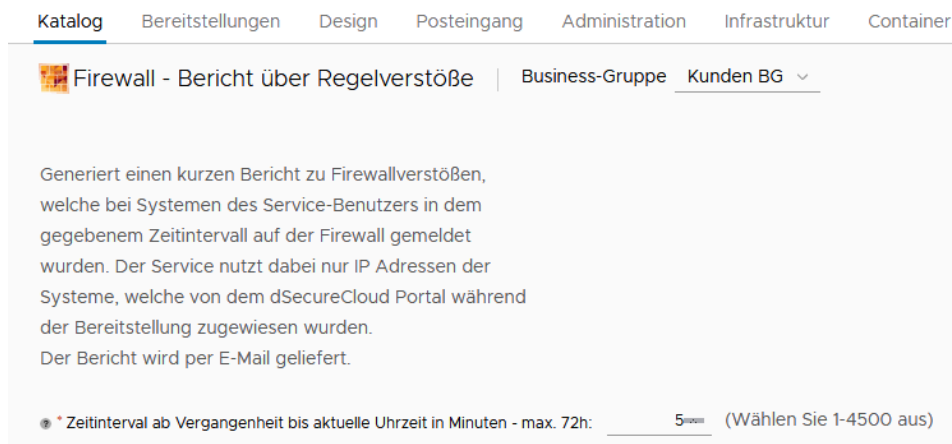 Katalog Bereitstellungen Design Posteingang Administration Infrastruktur Container
Firewall - Bericht über Regelverstöße Business-Gruppe Kunden BG
Generiert einen kurzen Bericht zu Firewallverstößen,
welche bei Systemen des Service-Benutzers in dem
gegebenem Zeitintervall auf der Firewall gemeldet
wurden. Der Service nutzt dabei nur IP Adressen der
Systeme, welche von dem dSecureCloud Portal während
der Bereitstellung zugewiesen wurden.
Der Bericht wird per E-Mail geliefert.
* Zeitinterval ab Vergangenheit bis aktuelle Uhrzeit in Minuten - max. 72h: 5 (Wählen Sie 1-4500 aus)